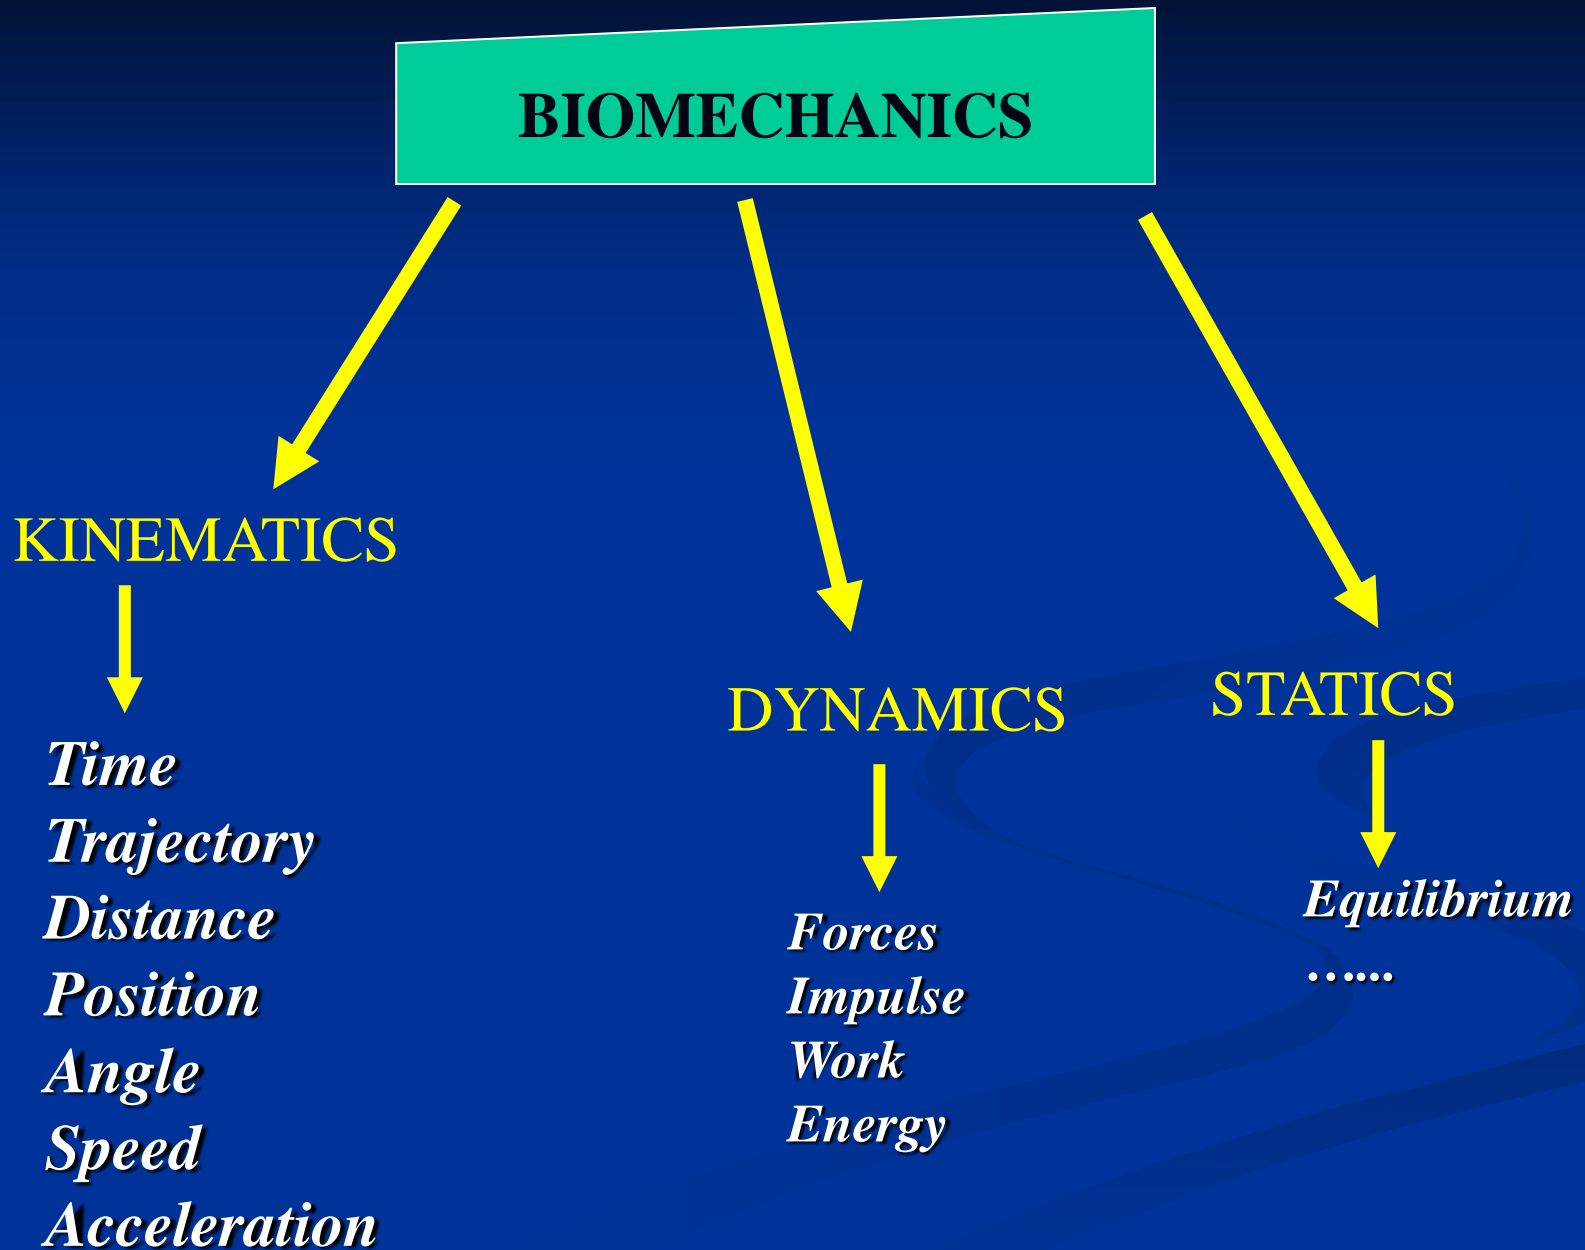 BIOMECHANICS
KINEMATICS
Time
Trajectory
Distance
Position
Angle
Speed
Acceleration
DYNAMICS
Forces
Impulse
Work
Energy
STATICS
Equilibrium
…...